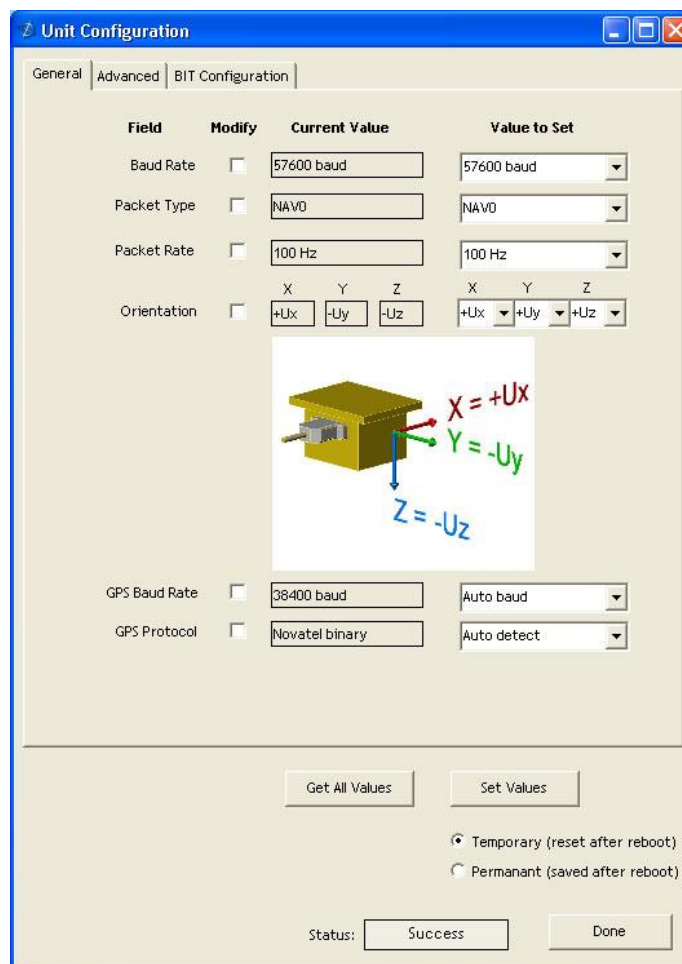 Unit Configuration
General Advanced BIT Configuration
Field Modify Current Value Value to Set
Baud Rate 57600 baud 57600 baud
Packet Type NAV0 NAV0
Packet Rate 100 Hz 100 Hz
X Y Z X Y Z
Orientation +Ux -Uy -Uz +Ux +Uy +Uz
X = +Ux
Y = -Uy
Z = -Uz
GPS Baud Rate 38400 baud Auto baud
GPS Protocol Novatel binary Auto detect
Get All Values Set Values
Temporary (reset after reboot)
Permanant (saved after reboot)
Status: Success Done